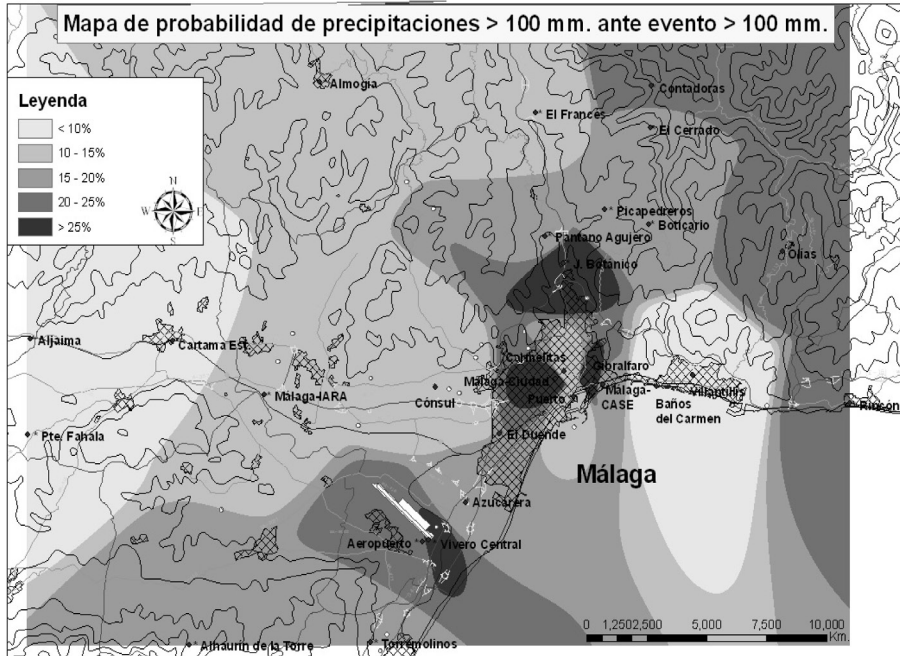 Mapa de probabilidad de precipitaciones > 100 mm. ante evento > 100 mm.
Leyenda
< 10%
10 - 15%
15 - 20%
20 - 25%
> 25%
N
W
E
S
Almogía
Contadoras
El Frances
El Cerrado
Picapedreros
Boticario
Pantano Agujero
Olías
J. Botánico
Aljaima
Cartama Est.
Carmelitas
Gibralfaro
Málaga-Ciudad
Málaga-IARA
Cónsul
Puerto
Málaga-
CASE
Baños
del Carmen
Rincón
Pte. Fahala
El Duende
Málaga
Azucarera
Aeropuerto
Vivero Central
Alhaurín de la Torre
Torremolinos
0 1,250 2,500 5,000 7,500 10,000
Km.